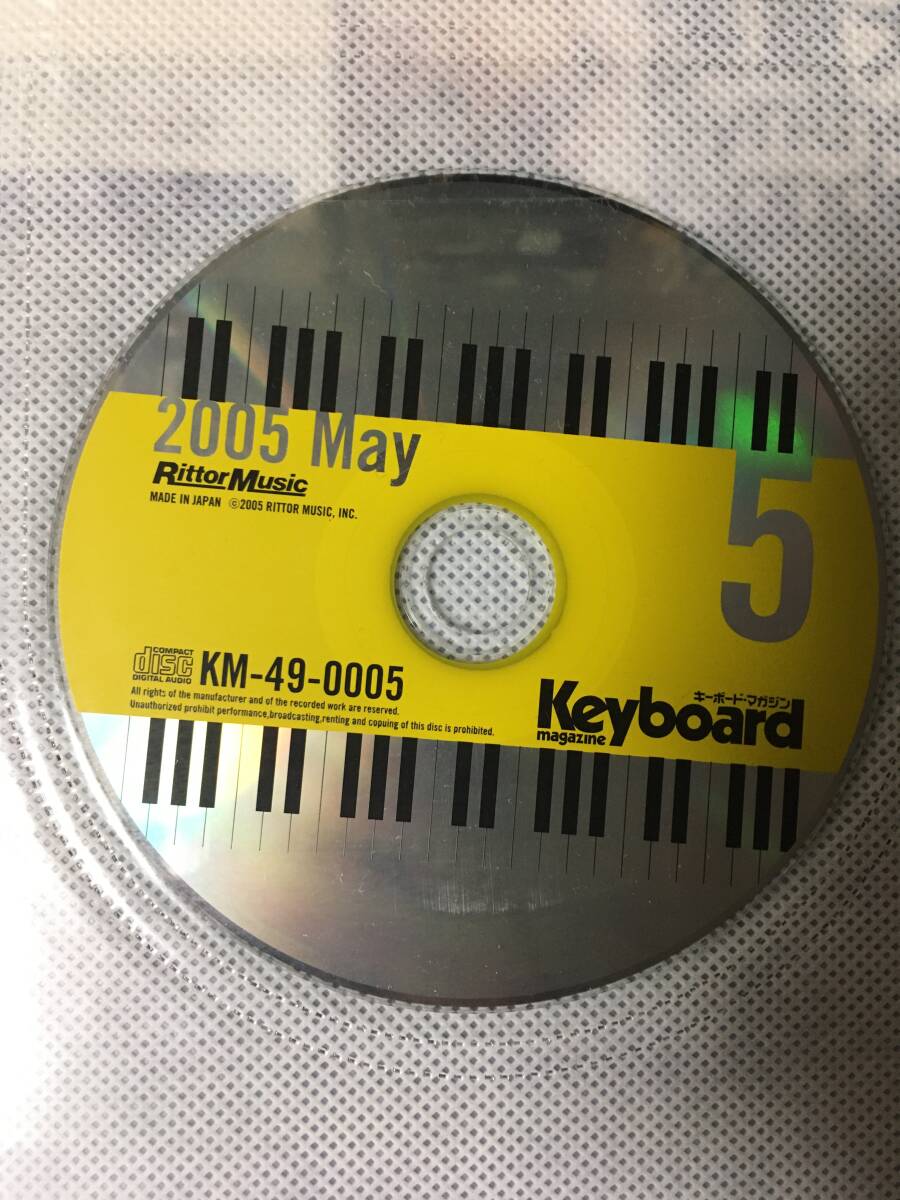 2005 May
RittorMusic
MADE IN JAPAN ©2005 RITTOR MUSIC, INC.
5
COMPACT
disc
DIGITAL AUDIO
KM-49-0005
All rights of the manufacturer and of the recorded work are reserved.
Unauthorized prohibit performance,broadcasting,renting and copuing of this disc is prohibited.
キーボード・マガジン
Keyboard
magazine